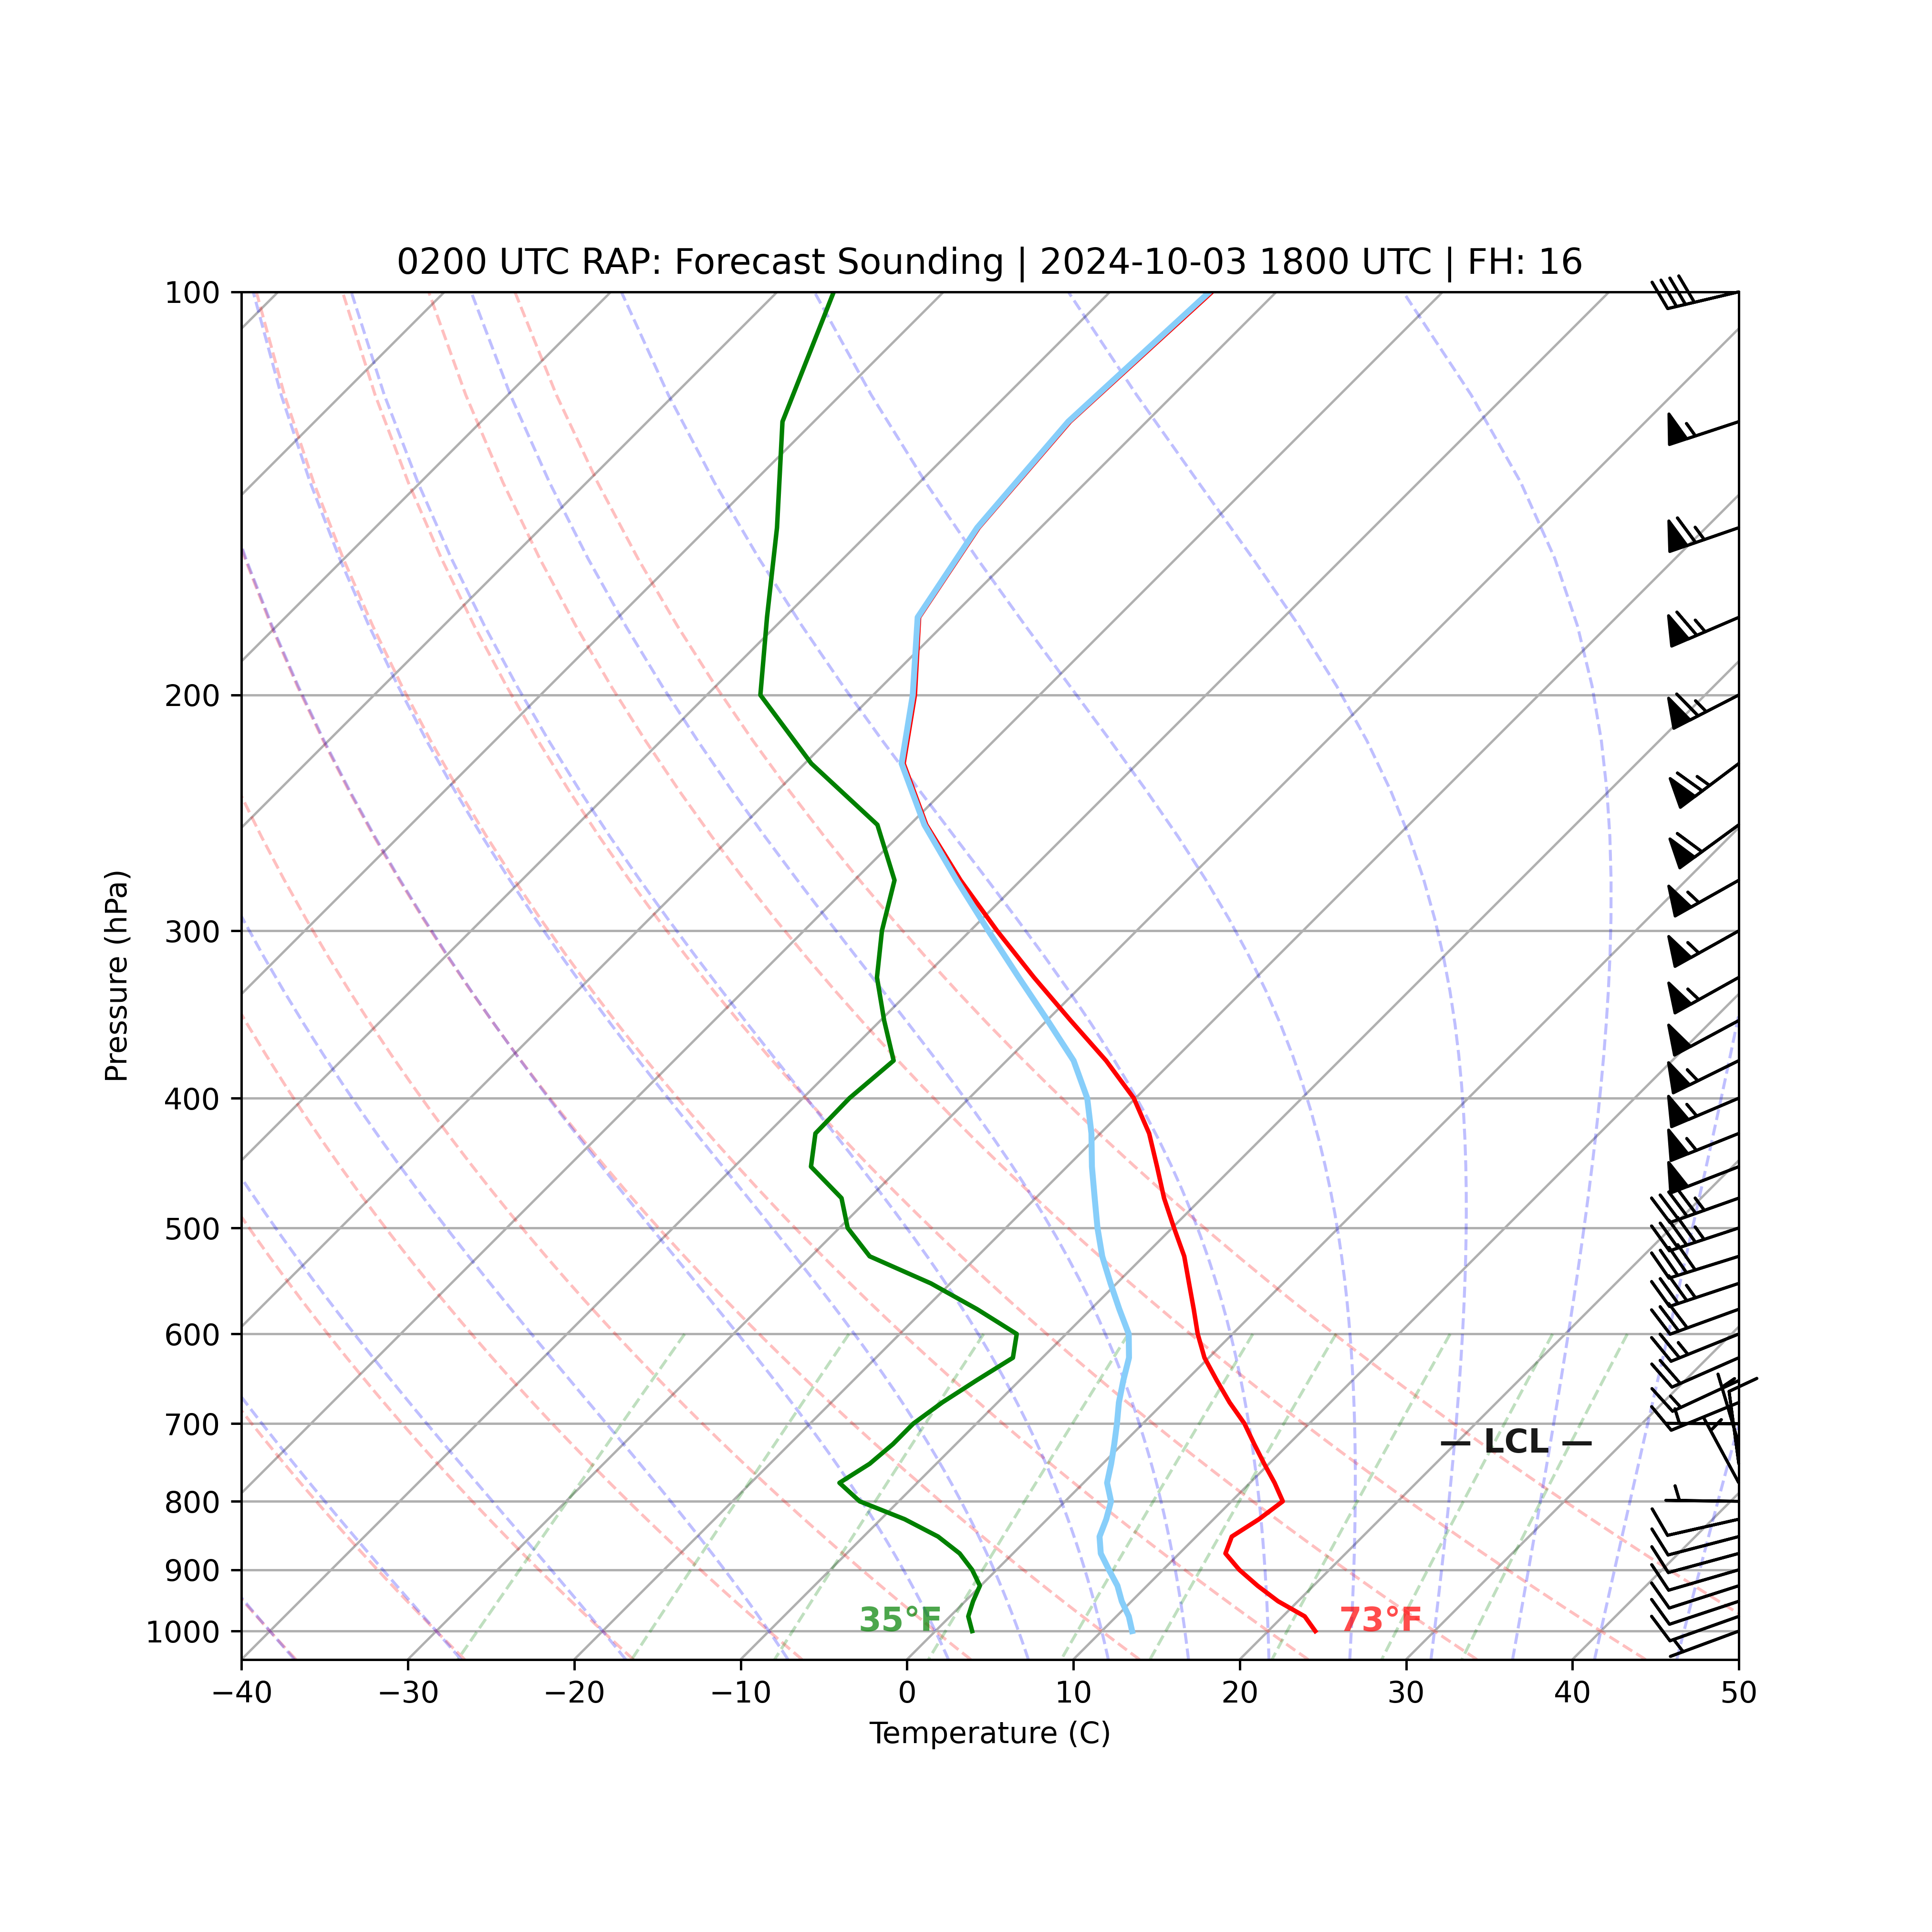 0200 UTC RAP: Forecast Sounding | 2024-10-03 1800 UTC | FH: 16
100
200
300
400
500
600
700
800
900
1000
Pressure (hPa)
— LCL —
35°F
73°F
−40 −30 −20 −10 0 10 20 30 40 50
Temperature (C)